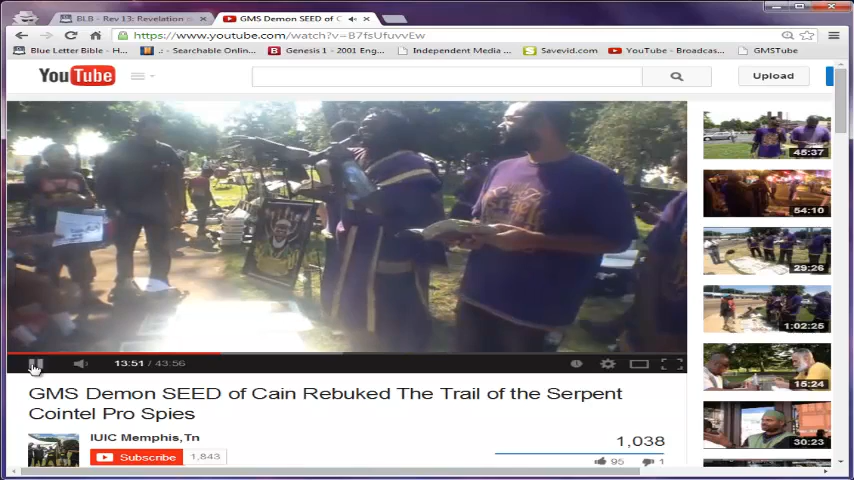 BLB - Rev 13: Revelation
GMS Demon SEED of C
https://www.youtube.com/watch?v=B7fsUfuvvEw
Blue Letter Bible - H...
.: - Searchable Onlin...
Genesis 1 - 2001 Engl...
Independent Media ...
Savevid.com
YouTube - Broadcas...
GMSTube
YouTube
Upload
45:37
54:10
29:26
1:02:25
15:24
30:23
13:51 / 43:56
GMS Demon SEED of Cain Rebuked The Trail of the Serpent
Cointel Pro Spies
IUIC Memphis,Tn
Subscribe 1,843
1,038
95 1